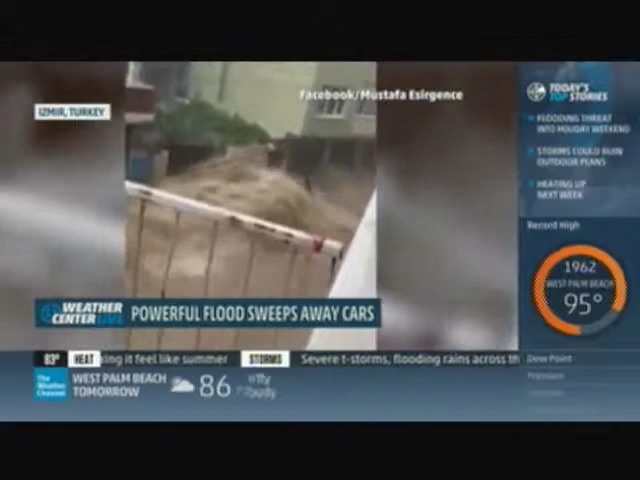 Facebook/Mustafa Esirgence
IZMIR, TURKEY
TODAY'S
TOP STORIES
FLOODING THREAT
INTO HOLIDAY WEEKEND
STORMS COULD RUIN
OUTDOOR PLANS
HEATING UP
NEXT WEEK
Record High
1962
WEST PALM BEACH
95°
WEATHER
CENTER LIVE
POWERFUL FLOOD SWEEPS AWAY CARS
83°
HEAT
king it feel like summer
STORMS
Severe t-storms, flooding rains across th
Dew Point
Pressure
The
Weather
Channel
WEST PALM BEACH
TOMORROW
86